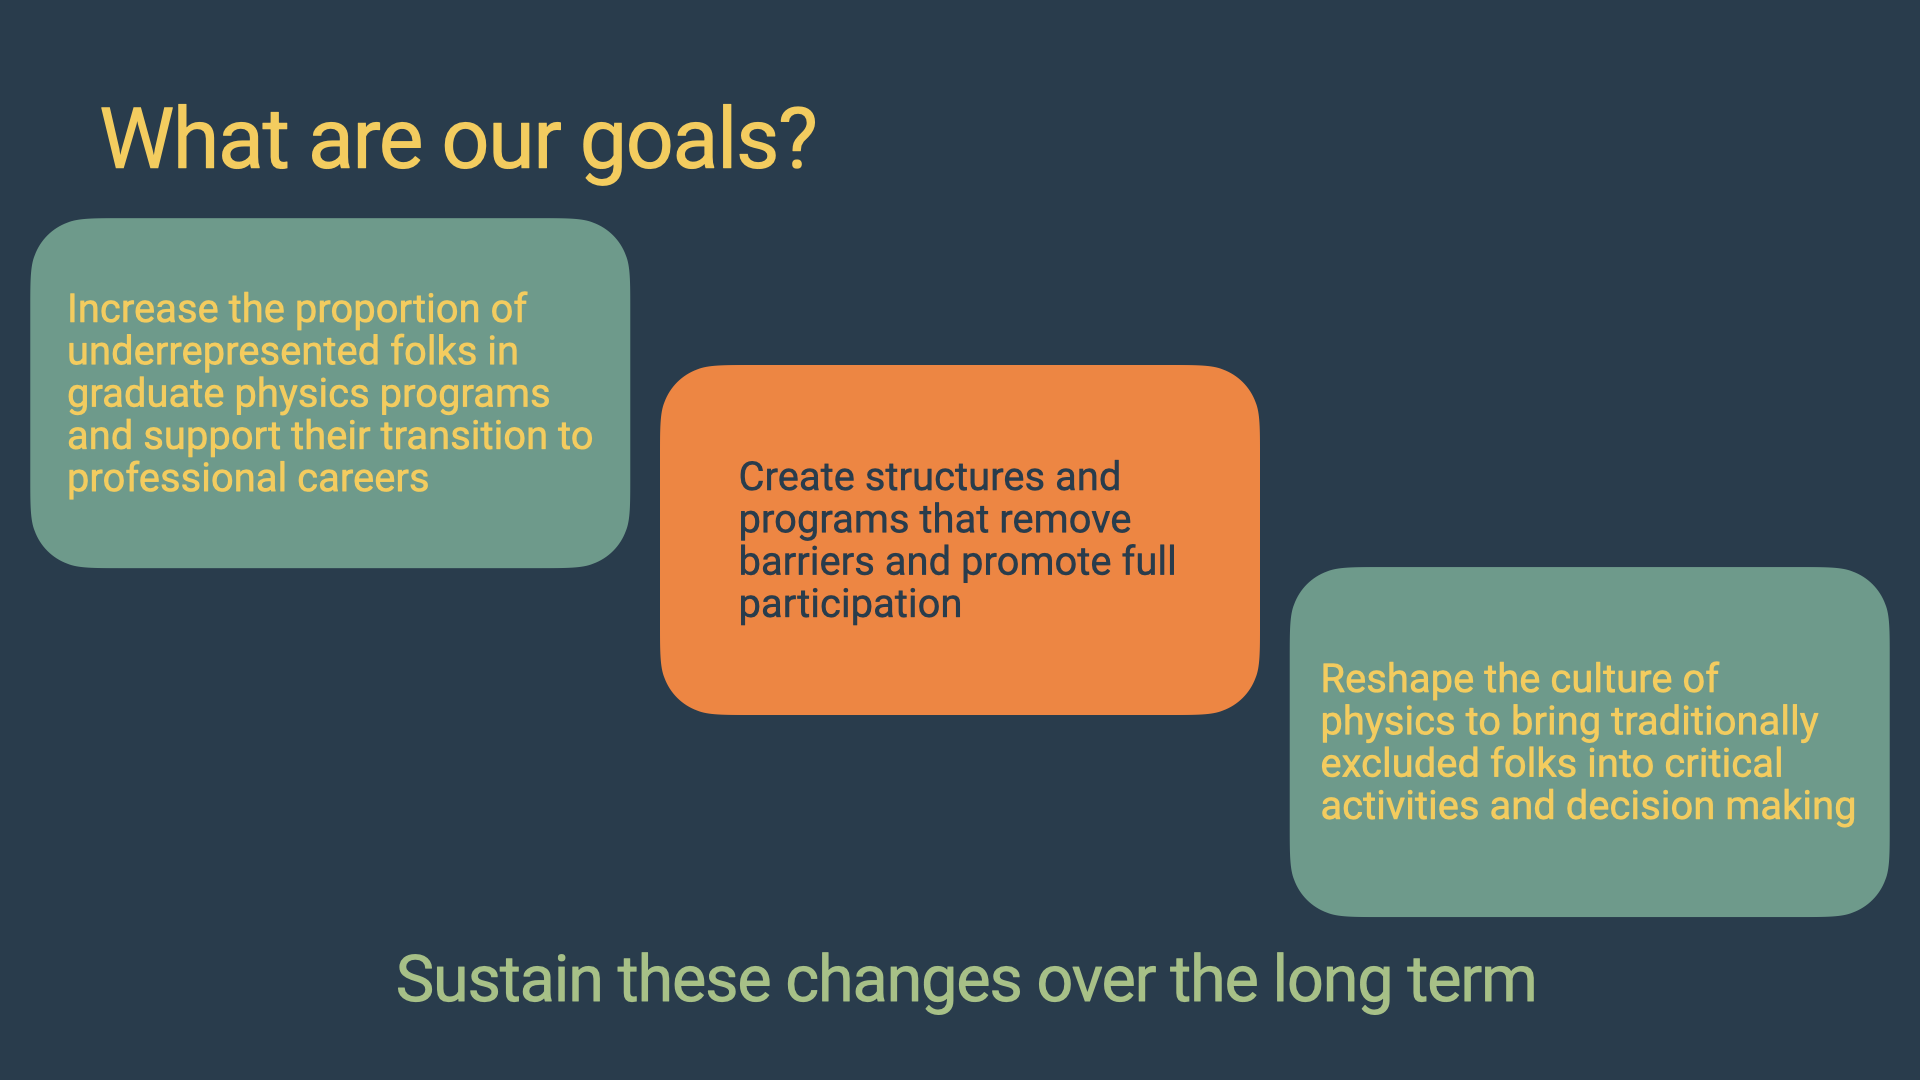 What are our goals?
Increase the proportion of
underrepresented folks in
graduate physics programs
and support their transition to
professional careers
Create structures and
programs that remove
barriers and promote full
participation
Reshape the culture of
physics to bring traditionally
excluded folks into critical
activities and decision making
Sustain these changes over the long term